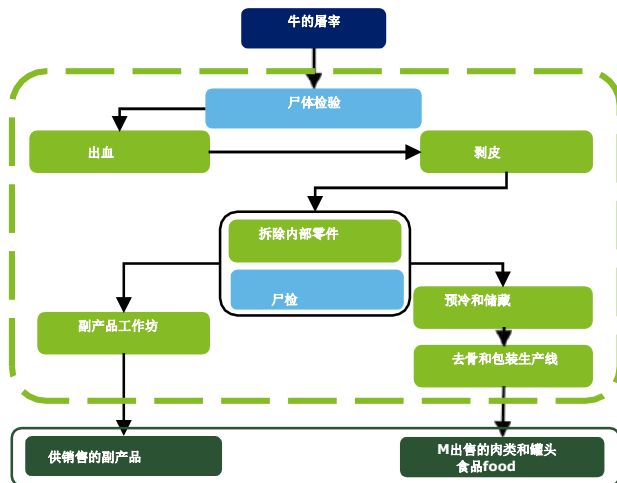 牛的屠宰
尸体检验
出血
剥皮
拆除内部零件
尸检
预冷和储藏
副产品工作坊
去骨和包装生产线
供销售的副产品
M出售的肉类和罐头
食品food